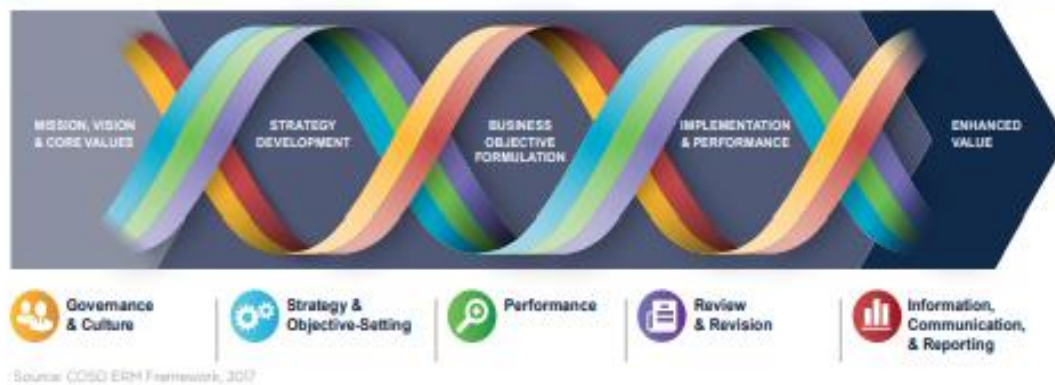 MISSION, VISION
& CORE VALUES
STRATEGY
DEVELOPMENT
BUSINESS
OBJECTIVE
FORMULATION
IMPLEMENTATION
& PERFORMANCE
ENHANCED
VALUE
Governance
& Culture
Strategy &
Objective-Setting
Performance
Review
& Revision
Information,
Communication,
& Reporting
Source: COSO ERM Framework, 2017